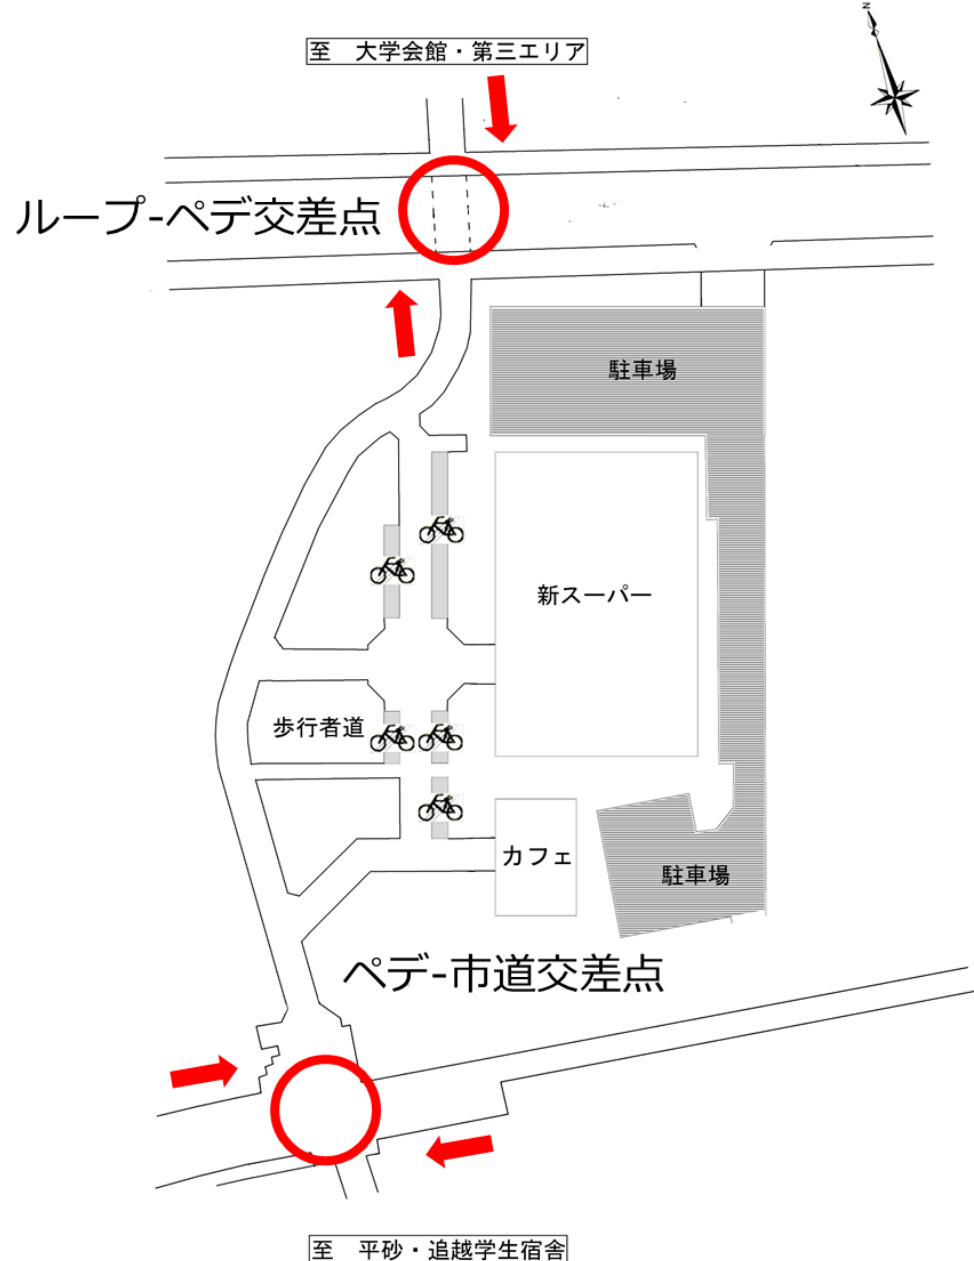 N
至　大学会館・第三エリア
ループ-ペデ交差点
駐車場
新スーパー
歩行者道
カフェ
駐車場
ペデ-市道交差点
至　平砂・追越学生宿舎